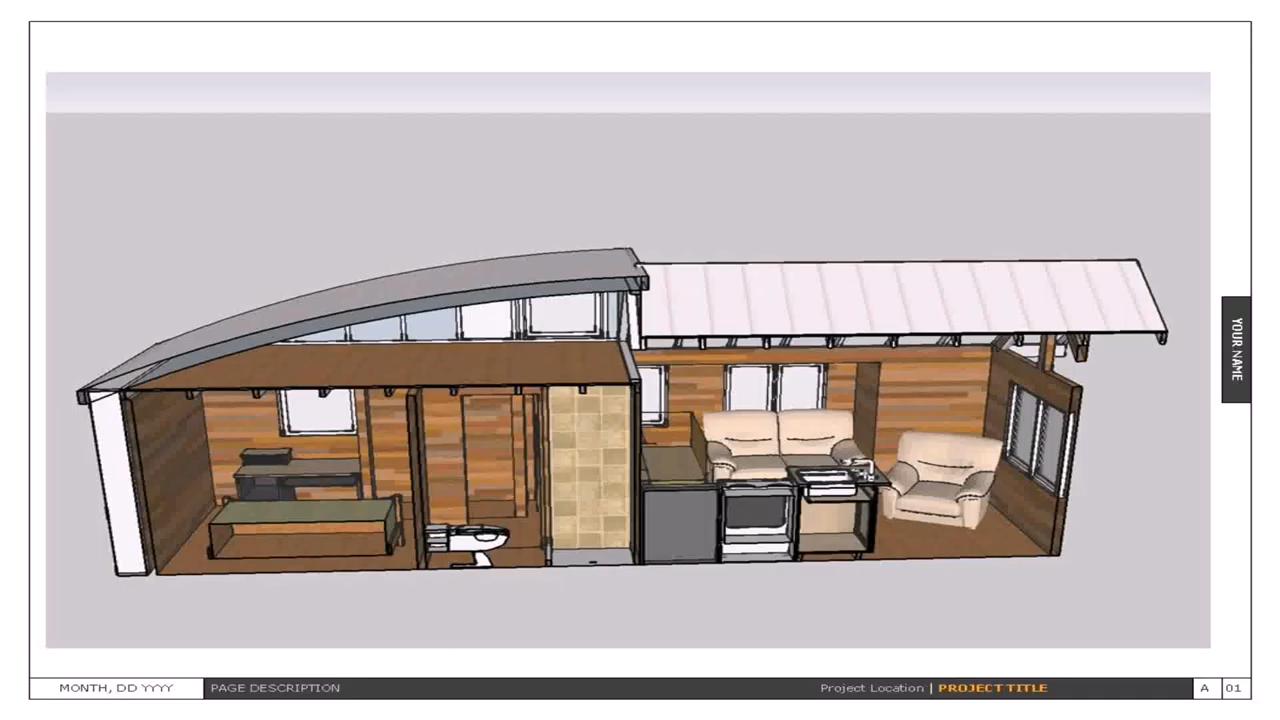 YOUR NAME
MONTH, DD YYYY
PAGE DESCRIPTION
Project Location | PROJECT TITLE
A 01